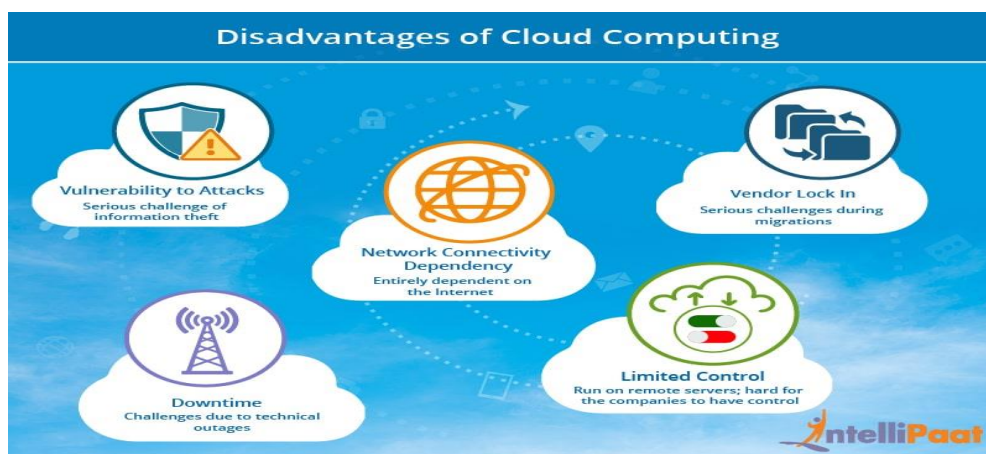 Disadvantages of Cloud Computing
Vulnerability to Attacks
Serious challenge of
information theft
Network Connectivity
Dependency
Entirely dependent on
the Internet
Vendor Lock In
Serious challenges during
migrations
Downtime
Challenges due to technical
outages
Limited Control
Run on remote servers; hard for
the companies to have control
IntelliPaat